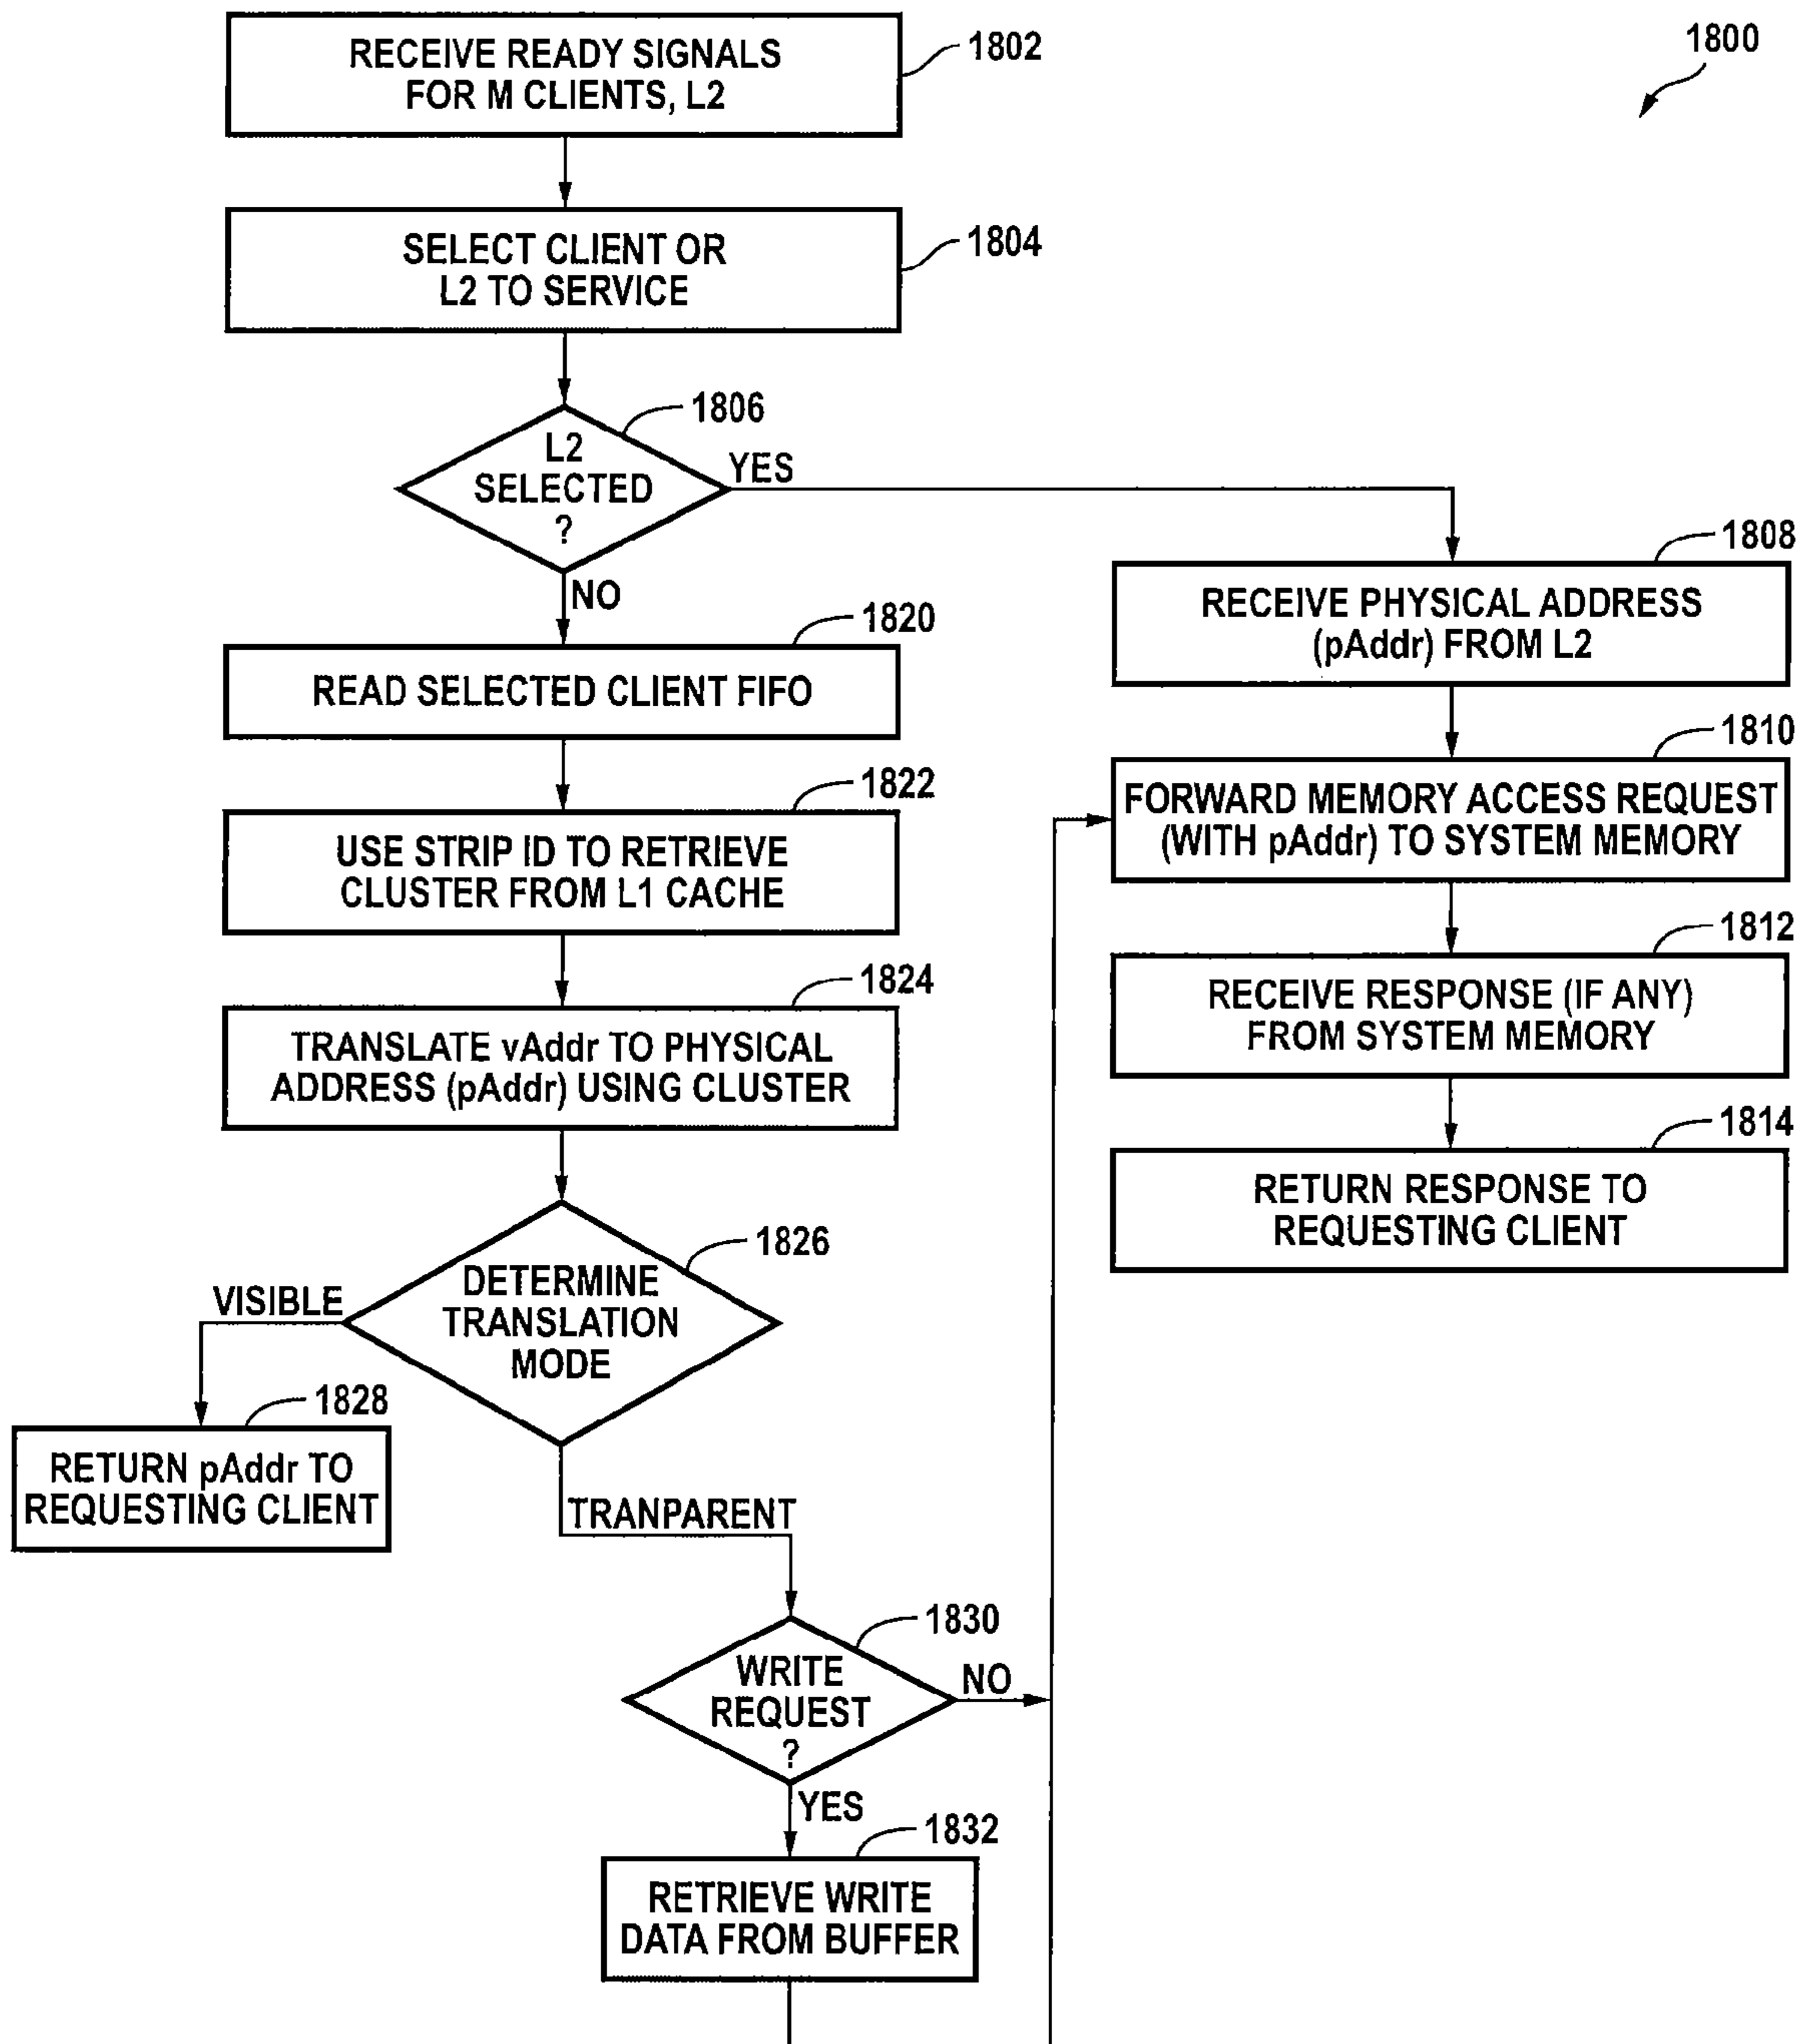 1800
RECEIVE READY SIGNALS
FOR M CLIENTS, L2
1802
SELECT CLIENT OR
L2 TO SERVICE
1804
L2
SELECTED
?
1806
YES
NO
RECEIVE PHYSICAL ADDRESS
(pAddr) FROM L2
1808
FORWARD MEMORY ACCESS REQUEST
(WITH pAddr) TO SYSTEM MEMORY
1810
RECEIVE RESPONSE (IF ANY)
FROM SYSTEM MEMORY
1812
RETURN RESPONSE TO
REQUESTING CLIENT
1814
READ SELECTED CLIENT FIFO
1820
USE STRIP ID TO RETRIEVE
CLUSTER FROM L1 CACHE
1822
TRANSLATE vAddr TO PHYSICAL
ADDRESS (pAddr) USING CLUSTER
1824
DETERMINE
TRANSLATION
MODE
1826
VISIBLE
RETURN pAddr TO
REQUESTING CLIENT
1828
TRANPARENT
WRITE
REQUEST
?
1830
NO
YES
RETRIEVE WRITE
DATA FROM BUFFER
1832